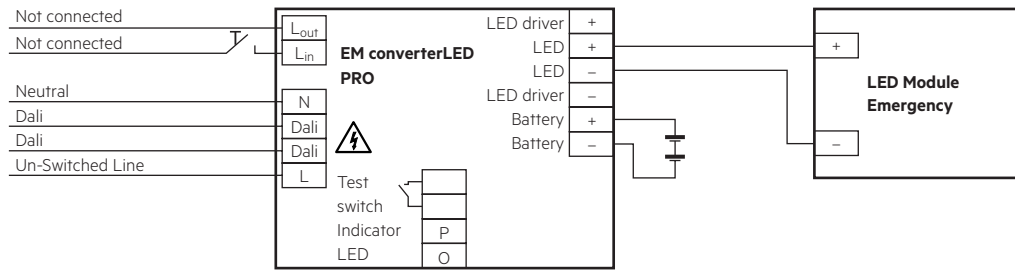 Not connected
Not connected
Neutral
Dali
Dali
Un-Switched Line
Lout
Lin
N
Dali
Dali
L
EM converterLED
PRO
Test
switch
Indicator
LED
P
O
LED driver +
LED +
LED –
LED driver –
Battery +
Battery –
+
–
LED Module
Emergency